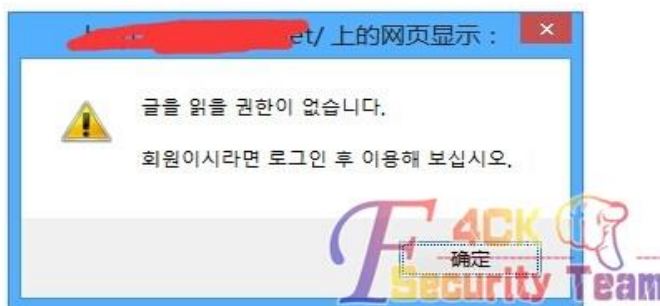 et/ 上的网页显示：
글을 읽을 권한이 없습니다.
회원이시라면 로그인 후 이용해 보십시오.
确定
F4CK
Security Team